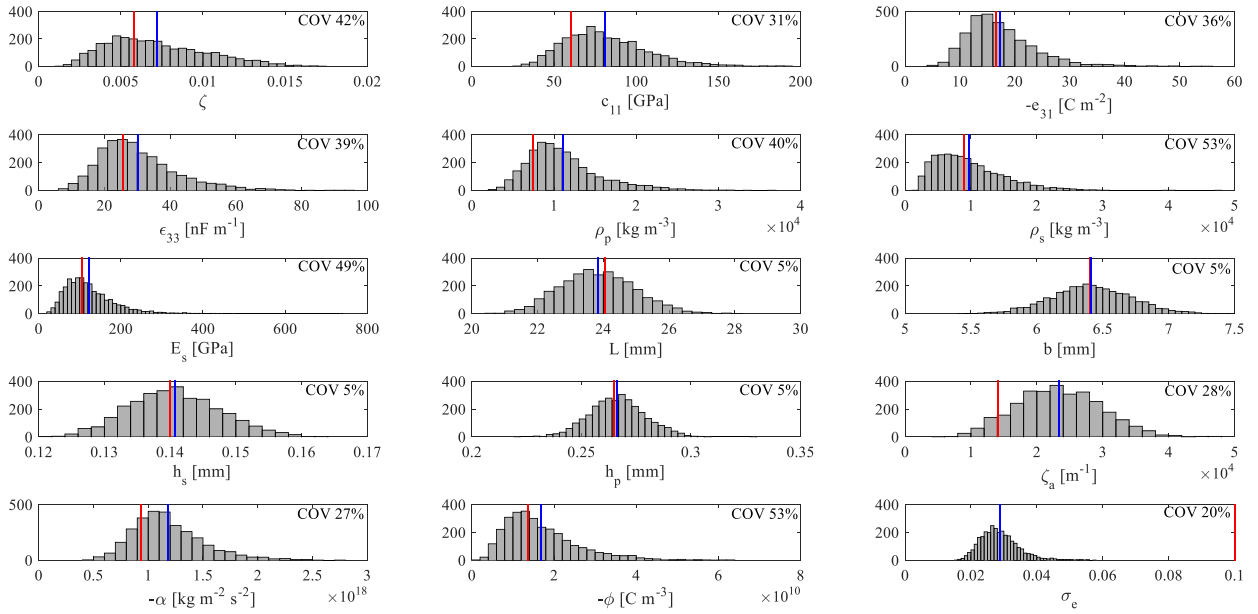 400 200 0 COV 42% 0 0.005 0.01 0.015 0.02 ζ
400 200 0 COV 31% 50 100 150 200 c₁₁ [GPa]
500 0 COV 36% 0 10 20 30 40 50 60 -e₃₁ [C m⁻²]
400 200 0 COV 39% 0 20 40 60 80 100 ϵ₃₃ [nF m⁻¹]
400 200 0 COV 40% 0 1 2 3 4 ×10⁴ ρₚ [kg m⁻³]
400 200 0 COV 53% 0 1 2 3 4 5 ×10⁴ ρₛ [kg m⁻³]
400 200 0 COV 49% 0 200 400 600 800 Eₛ [GPa]
400 200 0 COV 5% 20 22 24 26 28 30 L [mm]
400 200 0 COV 5% 5 5.5 6 6.5 7 7.5 b [mm]
400 200 0 COV 5% 0.12 0.13 0.14 0.15 0.16 0.17 hₛ [mm]
400 200 0 COV 5% 0.2 0.25 0.3 0.35 hₚ [mm]
400 200 0 COV 28% 0 1 2 3 4 5 ×10⁴ ζₐ [m⁻¹]
500 0 COV 27% 0 0.5 1 1.5 2 2.5 3 ×10¹⁸ -α [kg m⁻² s⁻²]
400 200 0 COV 53% 0 2 4 6 8 ×10¹⁰ -ϕ [C m⁻³]
400 200 0 COV 20% 0 0.02 0.04 0.06 0.08 0.1 σₑ